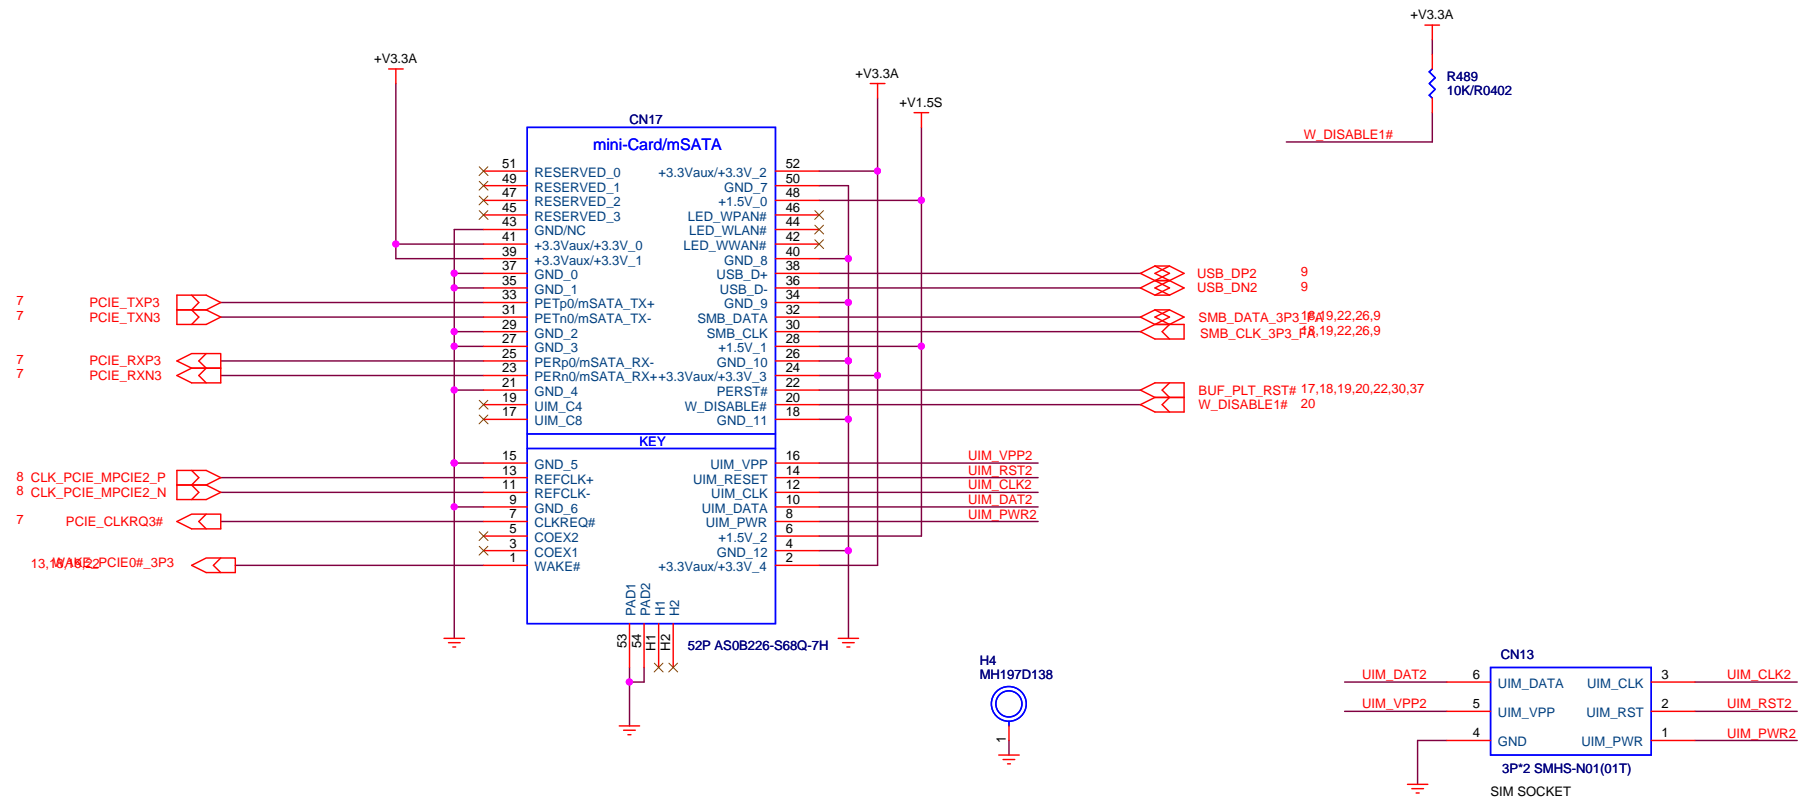 +V3.3A
+V3.3A
+V3.3A
+V1.5S
R489
10K/R0402
W_DISABLE1#
CN17
mini-Card/mSATA
51 RESERVED_0 +3.3Vaux/+3.3V_2 52
49 RESERVED_1 GND_7 50
47 RESERVED_2 +1.5V_0 48
45 RESERVED_3 LED_WPAN# 46
43 GND/NC LED_WLAN# 44
41 +3.3Vaux/+3.3V_0 LED_WWAN# 42
39 +3.3Vaux/+3.3V_1 GND_8 40
37 GND_0 USB_D+ 38 USB_DP2 9
35 GND_1 USB_D- 36 USB_DN2 9
7 PCIE_TXP3 33 PETp0/mSATA_TX+ GND_9 34
7 PCIE_TXN3 31 PETn0/mSATA_TX- SMB_DATA 32 SMB_DATA_3P3_PA 18,19,22,26,9
29 GND_2 SMB_CLK 30 SMB_CLK_3P3_PA 18,19,22,26,9
27 GND_3 +1.5V_1 28
7 PCIE_RXP3 25 PERp0/mSATA_RX- GND_10 26
7 PCIE_RXN3 23 PERn0/mSATA_RX+ +3.3Vaux/+3.3V_3 24
21 GND_4 PERST# 22 BUF_PLT_RST# 17,18,19,20,22,30,37
19 UIM_C4 W_DISABLE# 20 W_DISABLE1# 20
17 UIM_C8 GND_11 18
KEY
15 GND_5 UIM_VPP 16 UIM_VPP2
8 CLK_PCIE_MPCIE2_P 13 REFCLK+ UIM_RESET 14 UIM_RST2
8 CLK_PCIE_MPCIE2_N 11 REFCLK- UIM_CLK 12 UIM_CLK2
9 GND_6 UIM_DATA 10 UIM_DAT2
7 PCIE_CLKRQ3# 7 CLKREQ# UIM_PWR 8 UIM_PWR2
5 COEX2 +1.5V_2 6
3 COEX1 GND_12 4
WAKE_PCIE0#_3P3 1 WAKE# +3.3Vaux/+3.3V_4 2
PAD1 PAD2 H1 H2
53 54 H1 H2
52P AS0B226-S68Q-7H
H4
MH197D138
1
CN13
UIM_DAT2 6 UIM_DATA UIM_CLK 3 UIM_CLK2
UIM_VPP2 5 UIM_VPP UIM_RST 2 UIM_RST2
4 GND UIM_PWR 1 UIM_PWR2
3P*2 SMHS-N01(01T)
SIM SOCKET